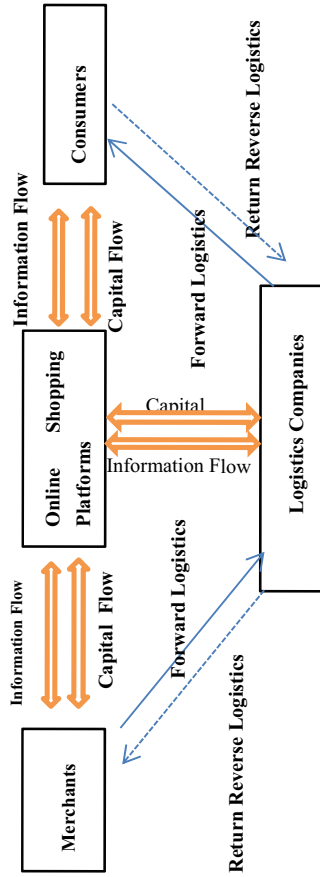 Merchants
Information Flow
Capital Flow
Online Shopping
Platforms
Information Flow
Capital Flow
Consumers
Information Flow
Capital
Forward Logistics
Return Reverse Logistics
Forward Logistics
Return Reverse Logistics
Logistics Companies